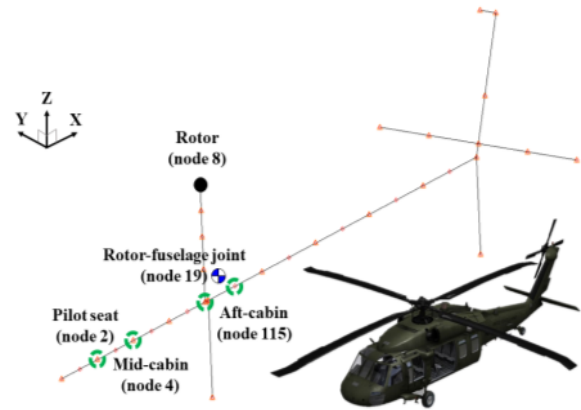 Z
Y
X
Rotor
(node 8)
Rotor-fuselage joint
(node 19)
Pilot seat
(node 2)
Aft-cabin
(node 115)
Mid-cabin
(node 4)